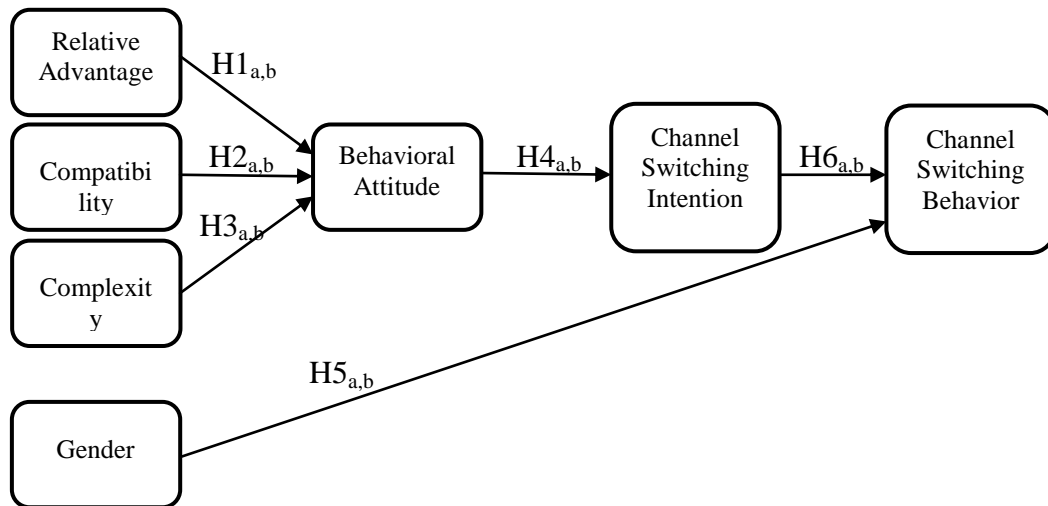 Relative
Advantage
H1a,b
Compatibi
lity
H2a,b
Behavioral
Attitude
H4a,b
Channel
Switching
Intention
H6a,b
Channel
Switching
Behavior
H3a,b
Complexit
y
H5a,b
Gender